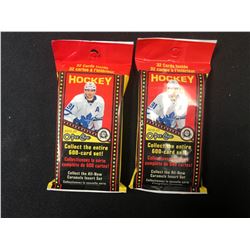 32 Cards Inside
32 cartes à l'intérieur
HOCKEY
O-Pee-Chee
Collect the entire
600-card set!
Collectionnez la série
complète de 600 cartes!
Collect the All-New
Caramels Insert Set
32 Cards Inside
32 cartes à l'intérieur
HOCKEY
O-Pee-Chee
Collect the entire
600-card set!
Collectionnez la série
complète de 600 cartes!
Collect the All-New
Caramels Insert Set